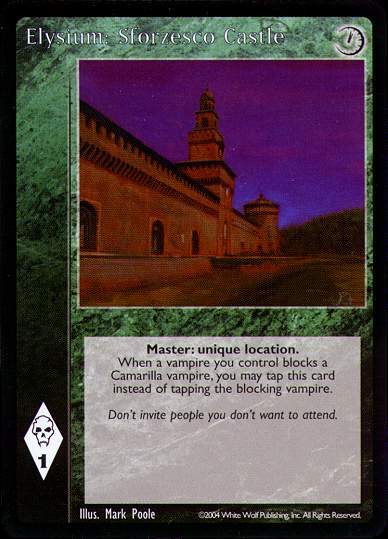 Elysium: Sforzesco Castle
Master: unique location.
When a vampire you control blocks a
Camarilla vampire, you may tap this card
instead of tapping the blocking vampire.
Don't invite people you don't want to attend.
1
Illus. Mark Poole
©2004 White Wolf Publishing, Inc. All Rights Reserved.